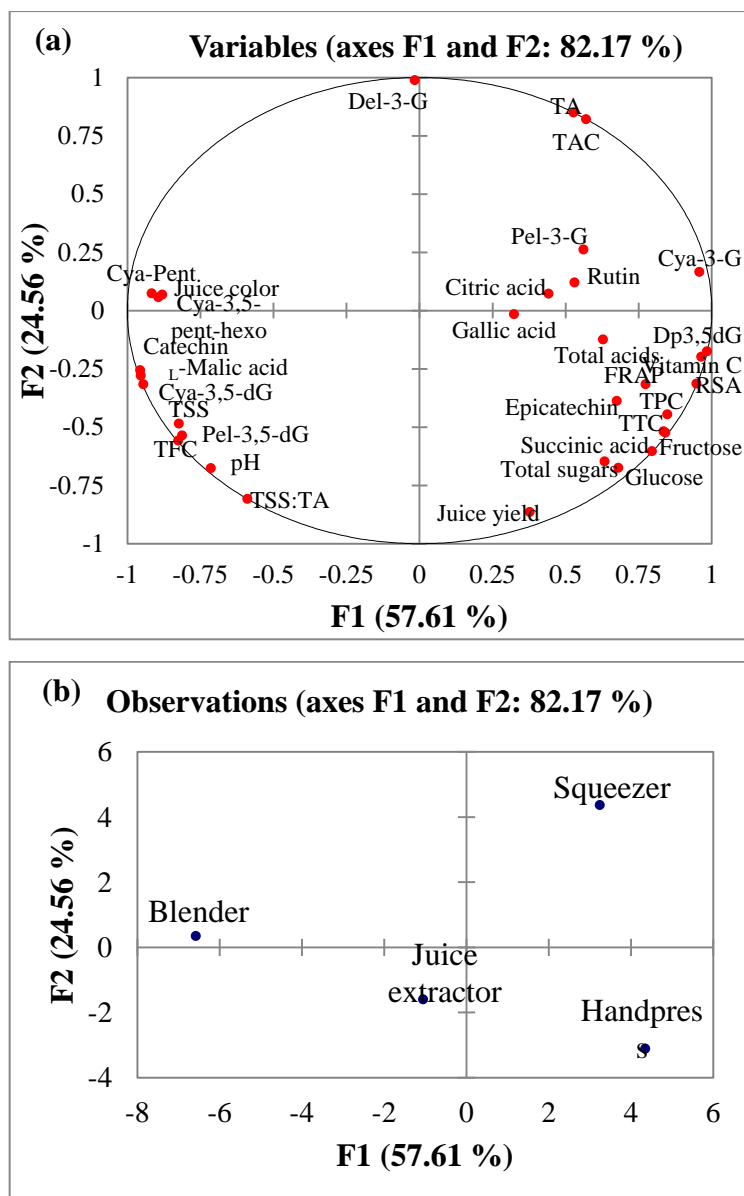 (a) Variables (axes F1 and F2: 82.17 %)
1
Del-3-G
TA
TAC
0.75
0.5
Pel-3-G
0.25
Cya-3-G
Cya-Pent
Juice color
Citric acid
Rutin
Cya-3,5-
pent-hexo
0
Gallic acid
Dp3,5dG
Catechin
Total acids
Vitamin C
L-Malic acid
FRAP
RSA
-0.25
Cya-3,5-dG
Epicatechin
TPC
TSS
TTC
-0.5
Pel-3,5-dG
TFC
Succinic acid
Fructose
pH
Total sugars
Glucose
-0.75
TSS:TA
Juice yield
-1
-1 -0.75 -0.5 -0.25 0 0.25 0.5 0.75 1
F2 (24.56 %)
F1 (57.61 %)
(b) Observations (axes F1 and F2: 82.17 %)
6
Squeezer
4
2
Blender
0
Juice
extractor
-2
Handpres
s
-4
-8 -6 -4 -2 0 2 4 6
F2 (24.56 %)
F1 (57.61 %)